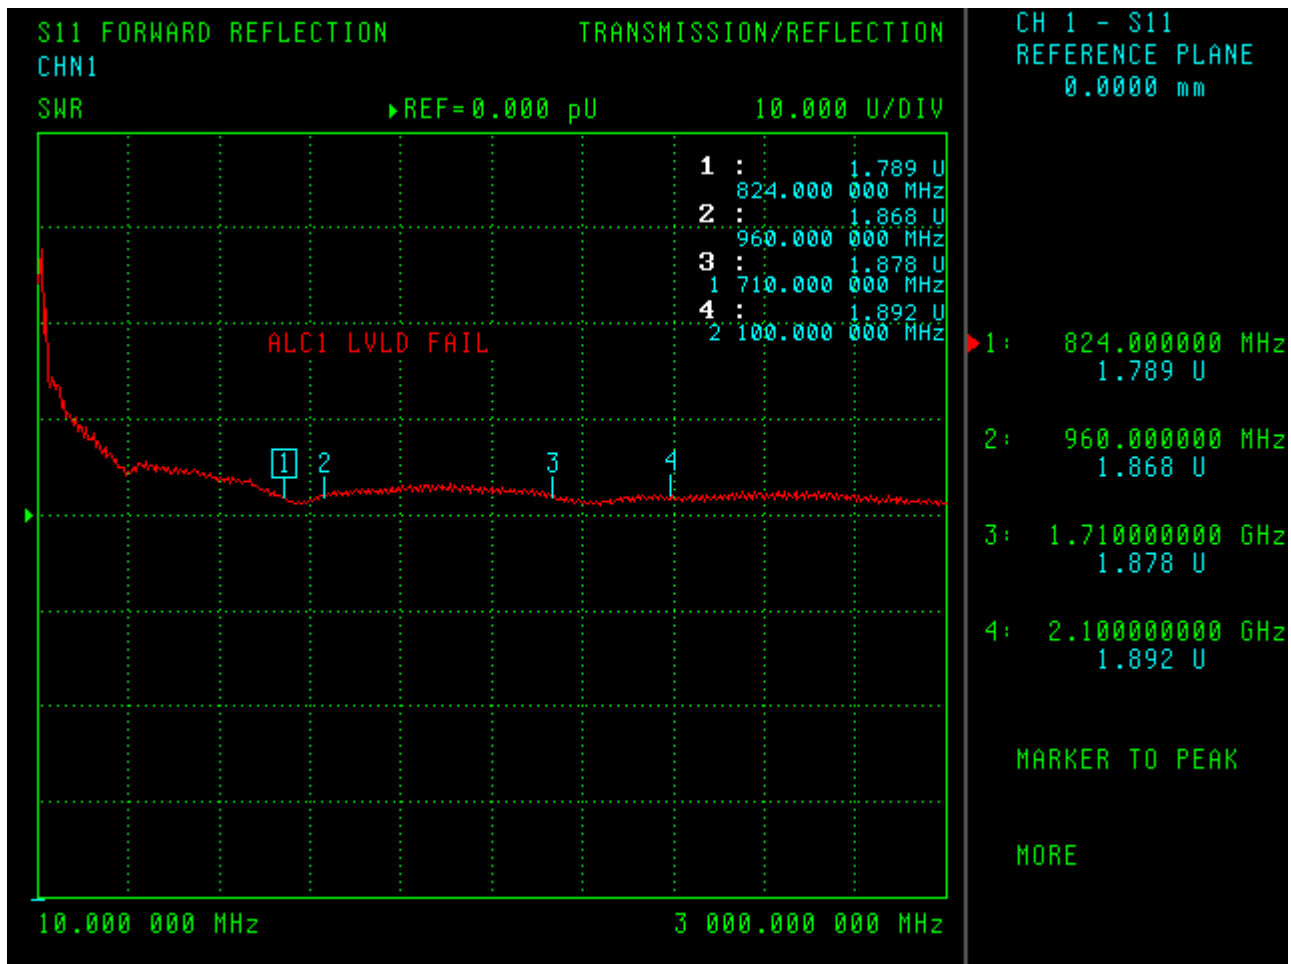 S11 FORWARD REFLECTION TRANSMISSION/REFLECTION
CHN1
SWR ▶REF=0.000 pU 10.000 U/DIV
1 : 1.789 U
824.000 000 MHz
2 : 1.868 U
960.000 000 MHz
3 : 1.878 U
1 710.000 000 MHz
4 : 1.892 U
2 100.000 000 MHz
ALC1 LVLD FAIL
1 2 3 4
10.000 000 MHz 3 000.000 000 MHz
CH 1 - S11
REFERENCE PLANE
0.0000 mm
▶1: 824.000000 MHz
1.789 U
2: 960.000000 MHz
1.868 U
3: 1.710000000 GHz
1.878 U
4: 2.100000000 GHz
1.892 U
MARKER TO PEAK
MORE